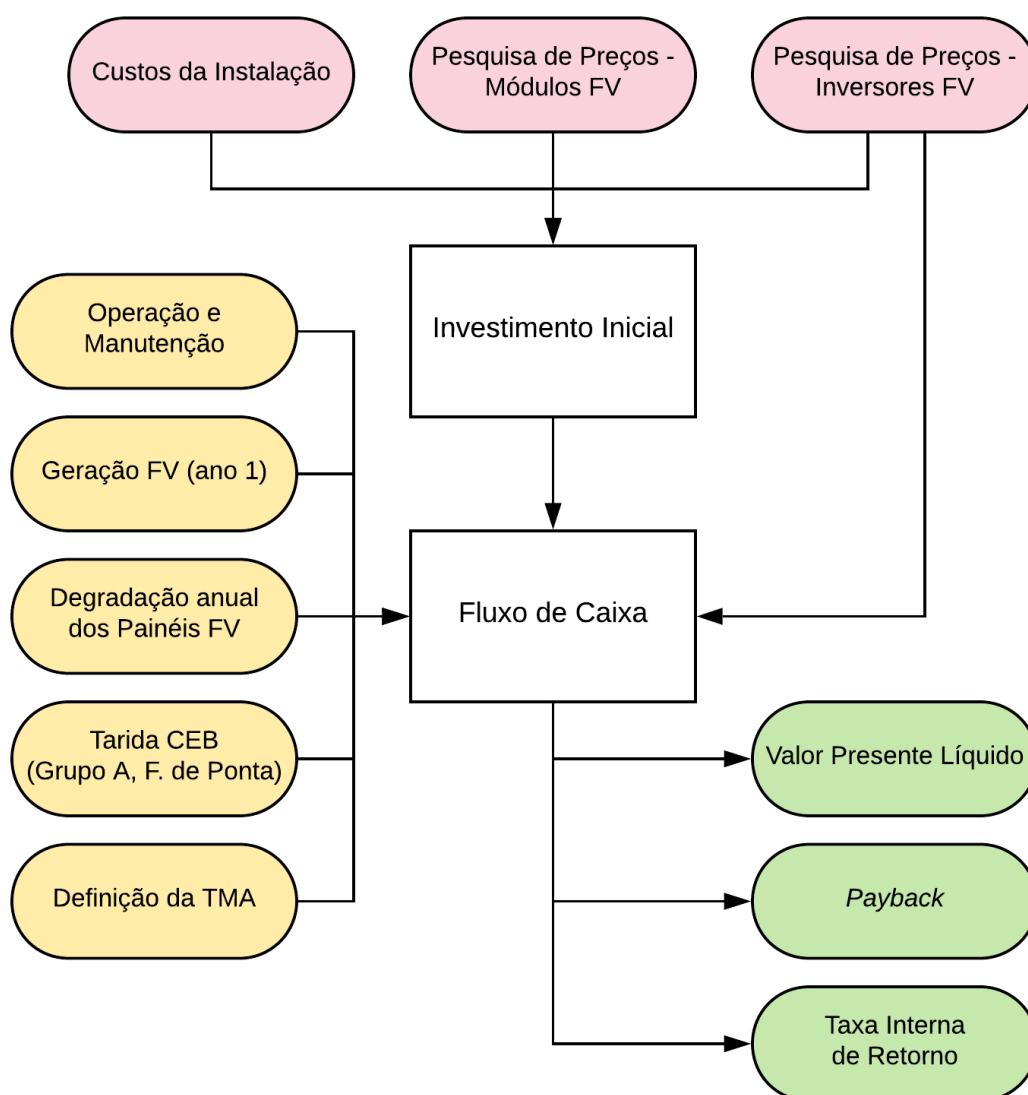 Custos da Instalação
Pesquisa de Preços -
Módulos FV
Pesquisa de Preços -
Inversores FV
Investimento Inicial
Operação e
Manutenção
Geração FV (ano 1)
Degradação anual
dos Painéis FV
Fluxo de Caixa
Tarida CEB
(Grupo A, F. de Ponta)
Definição da TMA
Valor Presente Líquido
Payback
Taxa Interna
de Retorno